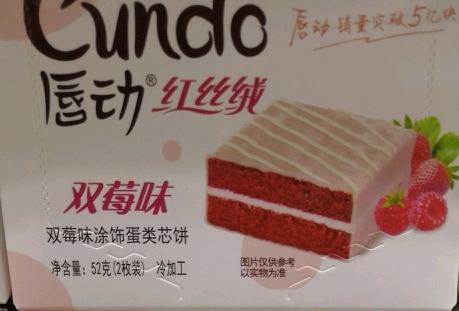 Cundo
唇动 销量突破5亿块
唇动® 红丝绒
双莓味
双莓味涂饰蛋类芯饼
净含量：52克(2枚装) 冷加工
图片仅供参考
以实物为准